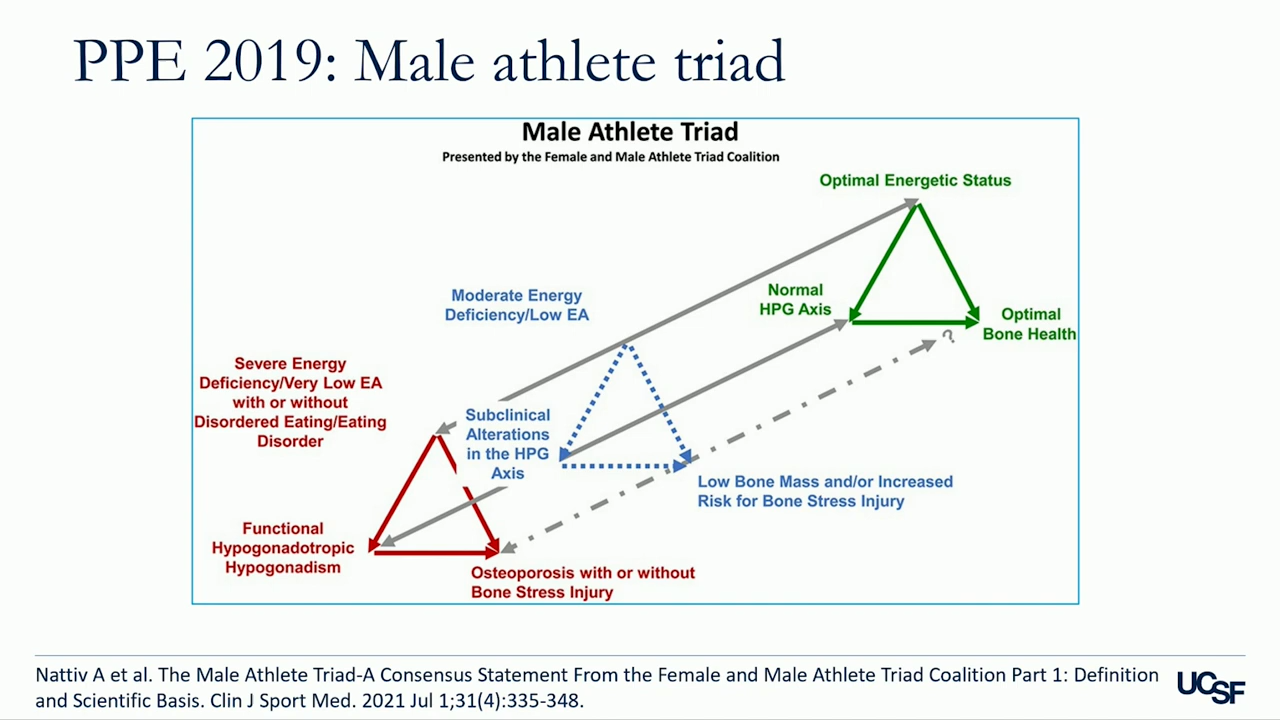 PPE 2019: Male athlete triad
Male Athlete Triad
Presented by the Female and Male Athlete Triad Coalition
Optimal Energetic Status
Normal
HPG Axis
Optimal
Bone Health
?
Moderate Energy
Deficiency/Low EA
Subclinical
Alterations
in the HPG
Axis
Low Bone Mass and/or Increased
Risk for Bone Stress Injury
Severe Energy
Deficiency/Very Low EA
with or without
Disordered Eating/Eating
Disorder
Functional
Hypogonadotropic
Hypogonadism
Osteoporosis with or without
Bone Stress Injury
Nattiv A et al. The Male Athlete Triad-A Consensus Statement From the Female and Male Athlete Triad Coalition Part 1: Definition
and Scientific Basis. Clin J Sport Med. 2021 Jul 1;31(4):335-348.
UCSF